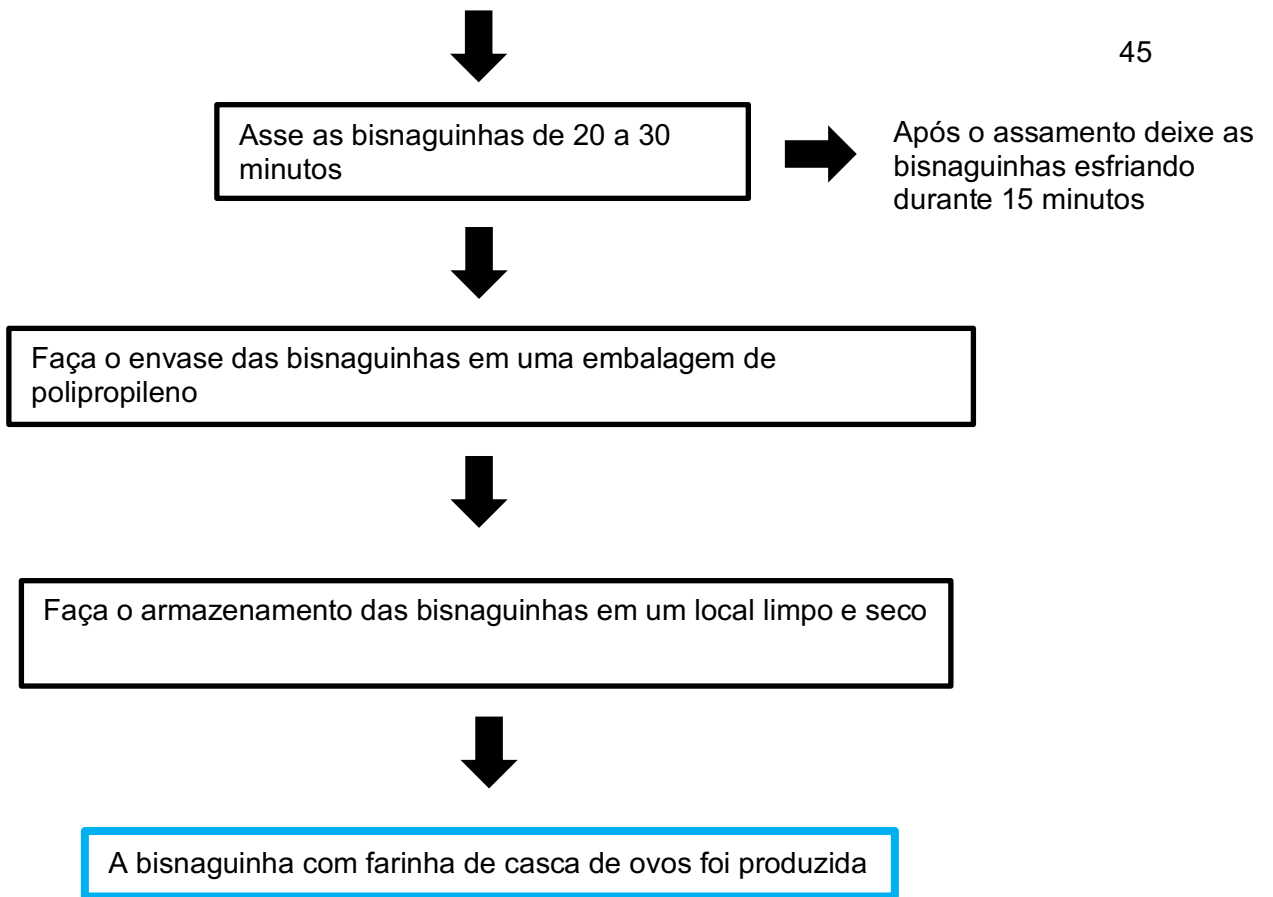 45
Asse as bisnaguinhas de 20 a 30
minutos
Após o assamento deixe as
bisnaguinhas esfriando
durante 15 minutos
Faça o envase das bisnaguinhas em uma embalagem de
polipropileno
Faça o armazenamento das bisnaguinhas em um local limpo e seco
A bisnaguinha com farinha de casca de ovos foi produzida